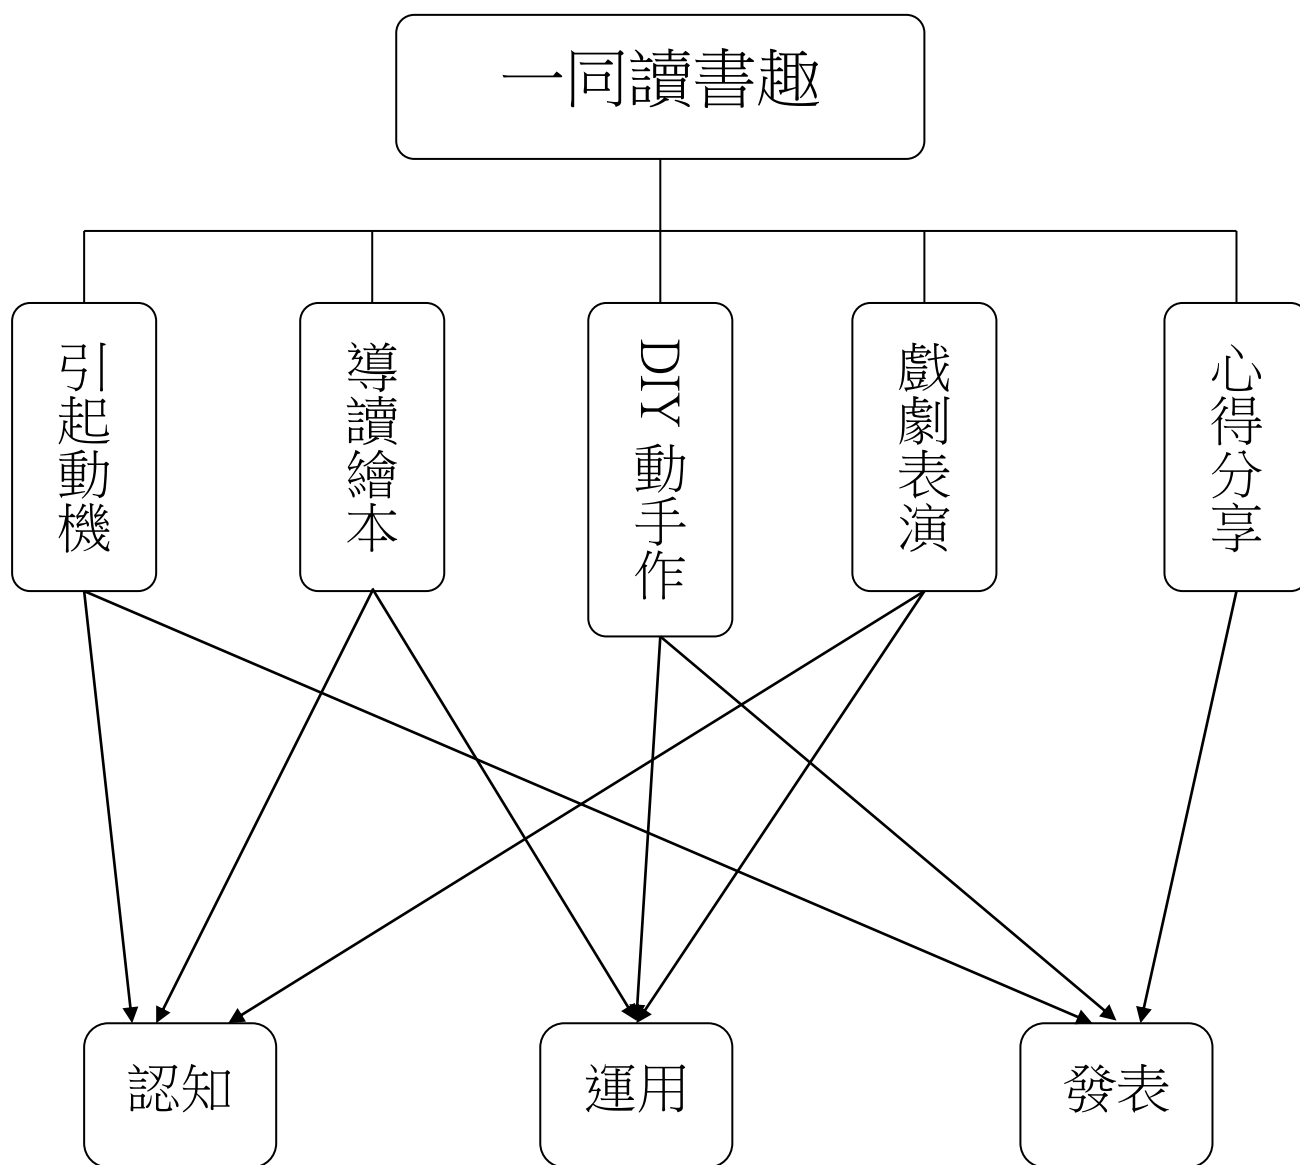 一同讀書趣
引起動機
導讀繪本
DIY 動手作
戲劇表演
心得分享
認知
運用
發表